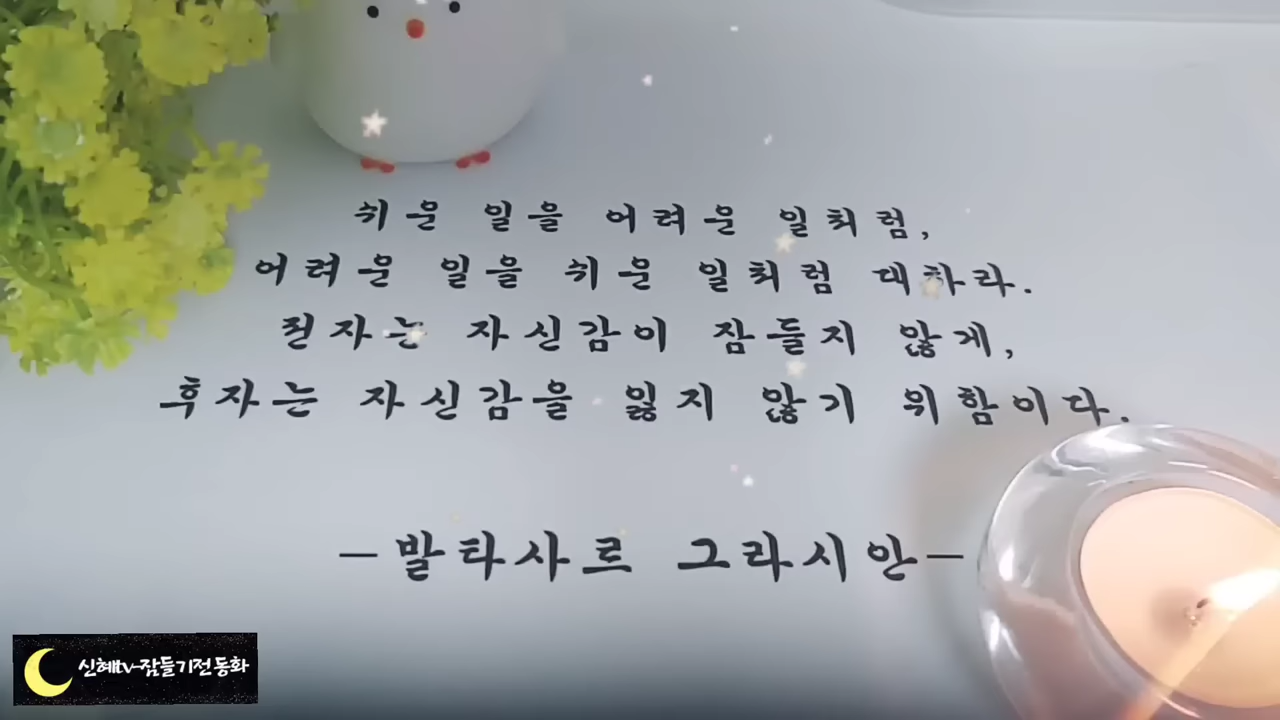 쉬운 일을 어려운 일처럼,
어려운 일을 쉬운 일처럼 대하라.
전자는 자신감이 잠들지 않게,
후자는 자신감을 잃지 않기 위함이다.
-발타사르 그라시안-
신혜tv-잠들기전동화